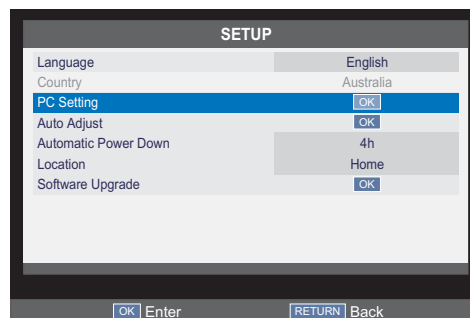 SETUP
Language English
Country Australia
PC Setting OK
Auto Adjust OK
Automatic Power Down 4h
Location Home
Software Upgrade OK
OK Enter RETURN Back